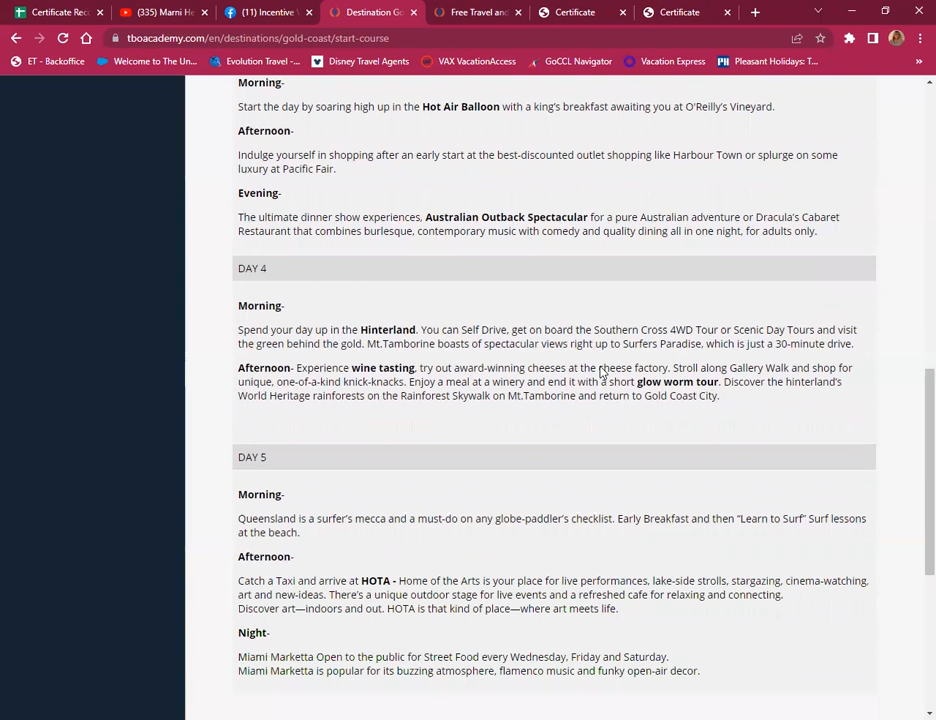 Certificate Rec
(335) Marni He
(11) Incentive
Destination Go
Free Travel and
Certificate
Certificate
tboacademy.com/en/destinations/gold-coast/start-course
ET - Backoffice
Welcome to The Un...
Evolution Travel -...
Disney Travel Agents
VAX VacationAccess
GoCCL Navigator
Vacation Express
Pleasant Holidays: T...
»
Morning-
Start the day by soaring high up in the Hot Air Balloon with a king's breakfast awaiting you at O'Reilly's Vineyard.
Afternoon-
Indulge yourself in shopping after an early start at the best-discounted outlet shopping like Harbour Town or splurge on some
luxury at Pacific Fair.
Evening-
The ultimate dinner show experiences, Australian Outback Spectacular for a pure Australian adventure or Dracula's Cabaret
Restaurant that combines burlesque, contemporary music with comedy and quality dining all in one night, for adults only.
DAY 4
Morning-
Spend your day up in the Hinterland. You can Self Drive, get on board the Southern Cross 4WD Tour or Scenic Day Tours and visit
the green behind the gold. Mt.Tamborine boasts of spectacular views right up to Surfers Paradise, which is just a 30-minute drive.
Afternoon- Experience wine tasting, try out award-winning cheeses at the cheese factory. Stroll along Gallery Walk and shop for
unique, one-of-a-kind knick-knacks. Enjoy a meal at a winery and end it with a short glow worm tour. Discover the hinterland's
World Heritage rainforests on the Rainforest Skywalk on Mt.Tamborine and return to Gold Coast City.
DAY 5
Morning-
Queensland is a surfer's mecca and a must-do on any globe-paddler's checklist. Early Breakfast and then “Learn to Surf” Surf lessons
at the beach.
Afternoon-
Catch a Taxi and arrive at HOTA - Home of the Arts is your place for live performances, lake-side strolls, stargazing, cinema-watching,
art and new-ideas. There's a unique outdoor stage for live events and a refreshed cafe for relaxing and connecting.
Discover art—indoors and out. HOTA is that kind of place—where art meets life.
Night-
Miami Marketta Open to the public for Street Food every Wednesday, Friday and Saturday.
Miami Marketta is popular for its buzzing atmosphere, flamenco music and funky open-air decor.